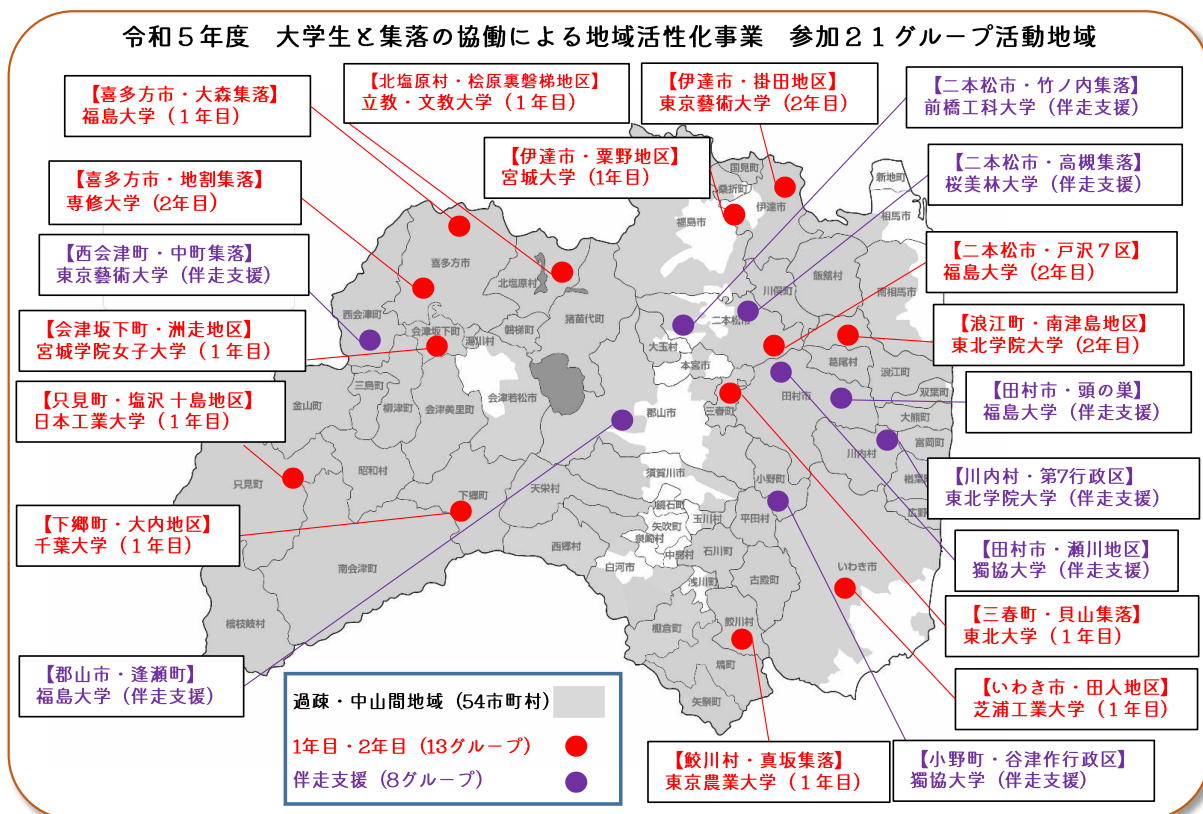 令和5年度 大学生と集落の協働による地域活性化事業 参加21グループ活動地域
【喜多方市・大森集落】
福島大学（1年目）
【北塩原村・桧原裏磐梯地区】
立教・文教大学（1年目）
【伊達市・掛田地区】
東京藝術大学（2年目）
【二本松市・竹ノ内集落】
前橋工科大学（伴走支援）
【喜多方市・地割集落】
専修大学（2年目）
【伊達市・粟野地区】
宮城大学（1年目）
【二本松市・高槻集落】
桜美林大学（伴走支援）
【西会津町・中町集落】
東京藝術大学（伴走支援）
【二本松市・戸沢7区】
福島大学（2年目）
【会津坂下町・洲走地区】
宮城学院女子大学（1年目）
【浪江町・南津島地区】
東北学院大学（2年目）
【只見町・塩沢 十島地区】
日本工業大学（1年目）
【田村市・頭の巣】
福島大学（伴走支援）
【川内村・第7行政区】
東北学院大学（伴走支援）
【下郷町・大内地区】
千葉大学（1年目）
【田村市・瀬川地区】
獨協大学（伴走支援）
【三春町・貝山集落】
東北大学（1年目）
【郡山市・逢瀬町】
福島大学（伴走支援）
【いわき市・田人地区】
芝浦工業大学（1年目）
【鮫川村・真坂集落】
東京農業大学（1年目）
【小野町・谷津作行政区】
獨協大学（伴走支援）
国見町
桑折町
伊達市
福島市
新地町
相馬市
喜多方市
北塩原村
川俣町
飯舘村
南相馬市
西会津町
会津坂下町
湯川村
磐梯町
猪苗代町
二本松市
大玉村
本宮市
葛尾村
浪江町
三島町
金山町
柳津町
会津美里町
会津若松市
郡山市
三春町
田村市
双葉町
大熊町
富岡町
川内村
只見町
昭和村
下郷町
天栄村
須賀川市
鏡石町
小野町
平田村
玉川村
矢吹町
泉崎村
中島村
石川町
西郷村
白河市
南会津町
浅川町
古殿町
いわき市
檜枝岐村
棚倉町
鮫川村
塙町
矢祭町
過疎・中山間地域（54市町村）
1年目・2年目（13グループ）
伴走支援（8グループ）